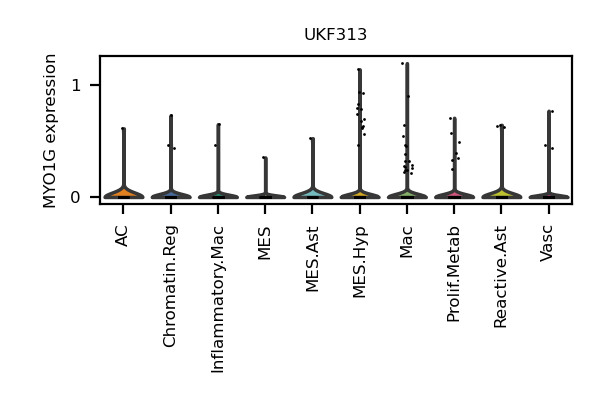 UKF313
MYO1G expression
1
0
AC
Chromatin.Reg
Inflammatory.Mac
MES
MES.Ast
MES.Hyp
Mac
Prolif.Metab
Reactive.Ast
Vasc